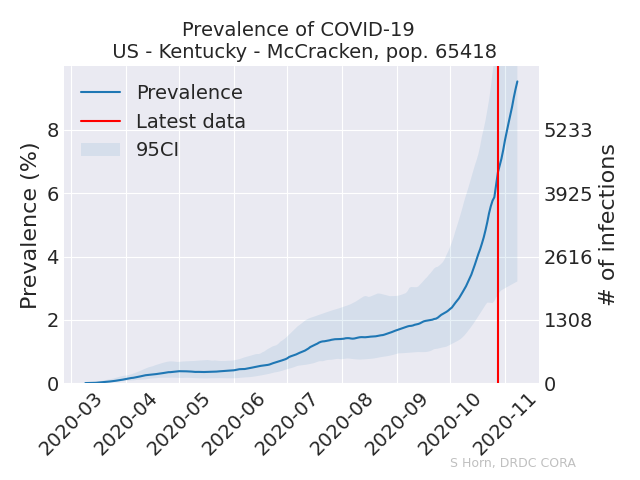 Prevalence of COVID-19
US - Kentucky - McCracken, pop. 65418
Prevalence
Latest data
95CI
Prevalence (%)
8
6
4
2
0
5233
3925
2616
1308
0
# of infections
2020-03
2020-04
2020-05
2020-06
2020-07
2020-08
2020-09
2020-10
2020-11
S Horn, DRDC CORA